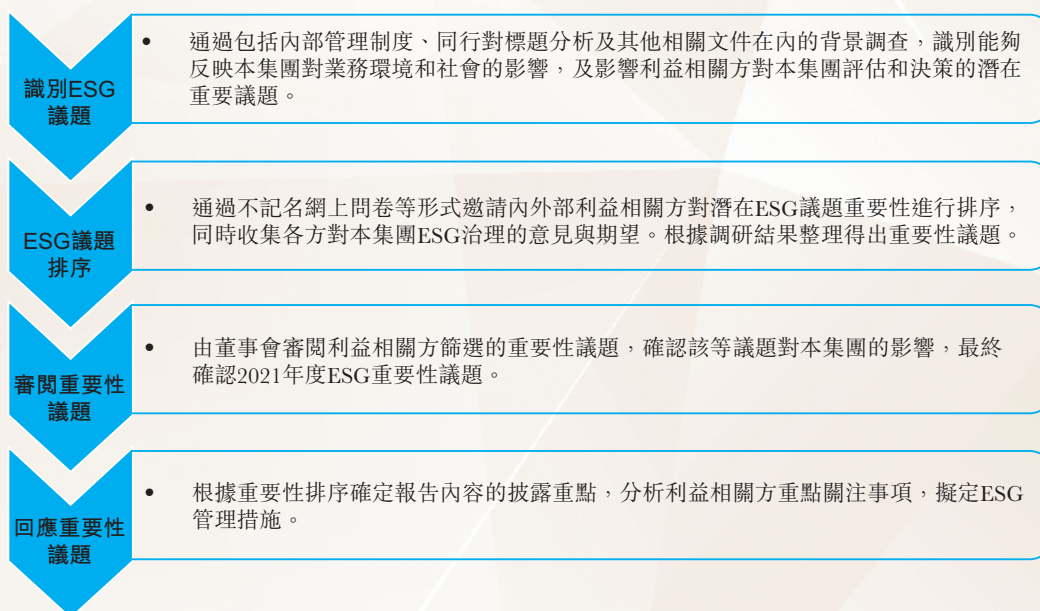 識別ESG
議題
• 通過包括內部管理制度、同行對標題分析及其他相關文件在內的背景調查，識別能夠
反映本集團對業務環境和社會的影響，及影響利益相關方對本集團評估和決策的潛在
重要議題。
ESG議題
排序
• 通過不記名網上問卷等形式邀請內外部利益相關方對潛在ESG議題重要性進行排序，
同時收集各方對本集團ESG治理的意見與期望。根據調研結果整理得出重要性議題。
審閱重要性
議題
• 由董事會審閱利益相關方篩選的重要性議題，確認該等議題對本集團的影響，最終
確認2021年度ESG重要性議題。
回應重要性
議題
• 根據重要性排序確定報告內容的披露重點，分析利益相關方重點關注事項，擬定ESG
管理措施。